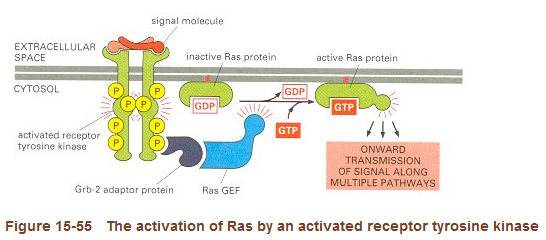 signal molecule
EXTRACELLULAR
SPACE
inactive Ras protein
active Ras protein
CYTOSOL
P
P
P
P
P
P
P
P
GDP
GDP
GTP
GTP
activated receptor
tyrosine kinase
Grb-2 adaptor protein
Ras GEF
ONWARD
TRANSMISSION
OF SIGNAL ALONG
MULTIPLE PATHWAYS
Figure 15-55 The activation of Ras by an activated receptor tyrosine kinase